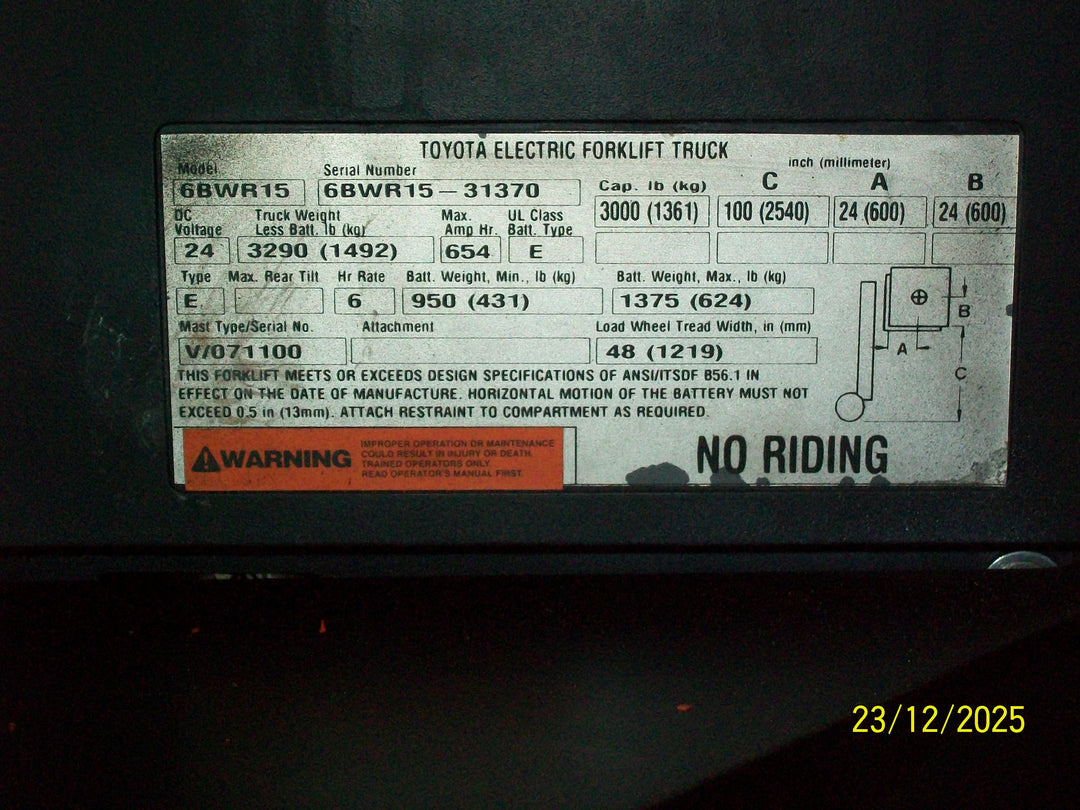 TOYOTA ELECTRIC FORKLIFT TRUCK
Model Serial Number inch (millimeter)
6BWR15 6BWR15-31370 Cap. lb (kg) C A B
3000 (1361) 100 (2540) 24 (600) 24 (600)
DC Voltage Truck Weight Less Batt. lb (kg) Max. Amp Hr. UL Class Batt. Type
24 3290 (1492) 654 E
Type Max. Rear Tilt Hr Rate Batt. Weight, Min., lb (kg) Batt. Weight, Max., lb (kg)
E 6 950 (431) 1375 (624)
Mast Type/Serial No. Attachment Load Wheel Tread Width, in (mm)
V/071100 48 (1219)
B
A
C
THIS FORKLIFT MEETS OR EXCEEDS DESIGN SPECIFICATIONS OF ANSI/ITSDF B56.1 IN
EFFECT ON THE DATE OF MANUFACTURE. HORIZONTAL MOTION OF THE BATTERY MUST NOT
EXCEED 0.5 in (13mm). ATTACH RESTRAINT TO COMPARTMENT AS REQUIRED.
WARNING
IMPROPER OPERATION OR MAINTENANCE
COULD RESULT IN INJURY OR DEATH.
TRAINED OPERATORS ONLY.
READ OPERATOR'S MANUAL FIRST.
NO RIDING
23/12/2025